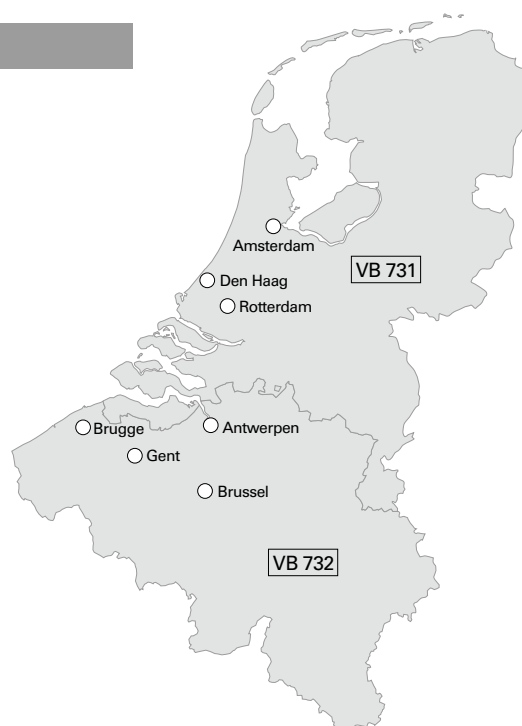 Amsterdam
VB 731
Den Haag
Rotterdam
Brugge
Antwerpen
Gent
Brussel
VB 732